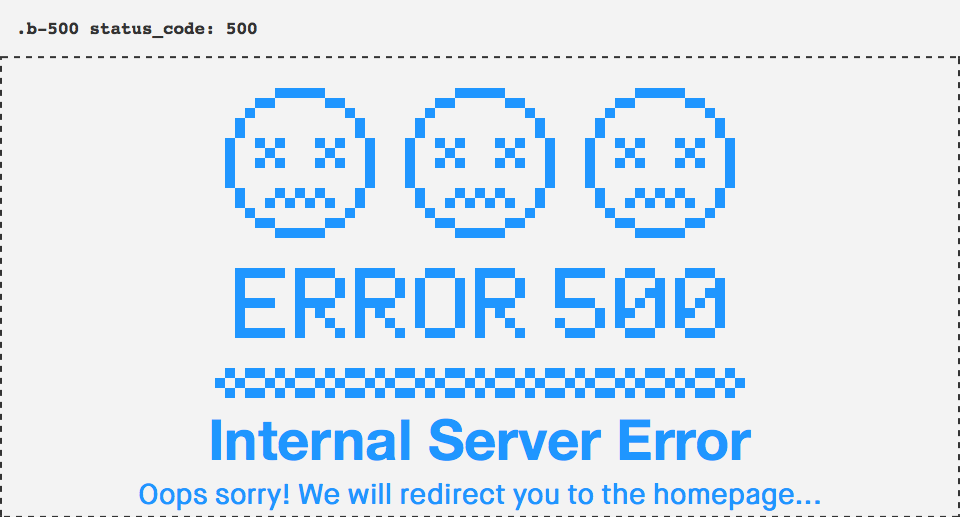 .b-500 status_code: 500
ERROR 500
Internal Server Error
Oops sorry! We will redirect you to the homepage...